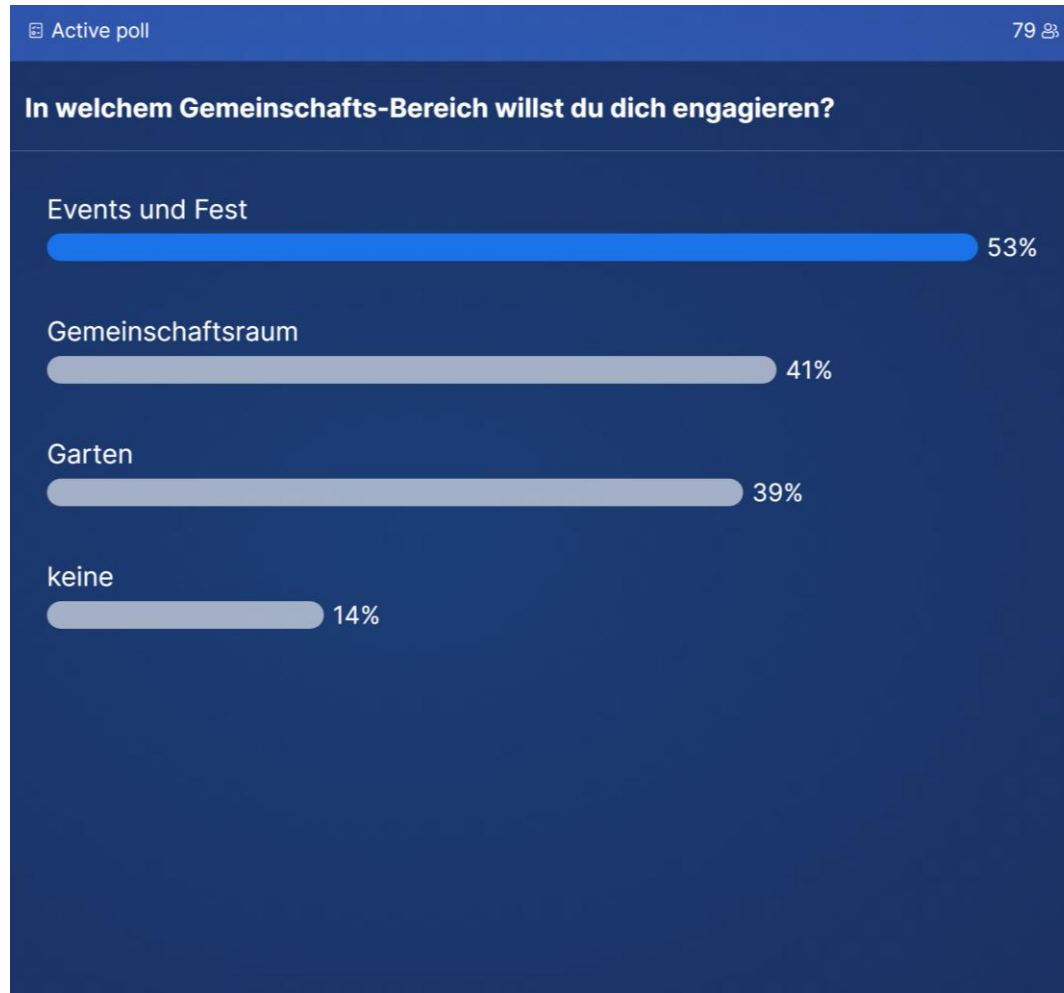 Active poll
79
In welchem Gemeinschafts-Bereich willst du dich engagieren?
Events und Fest
53%
Gemeinschaftsraum
41%
Garten
39%
keine
14%